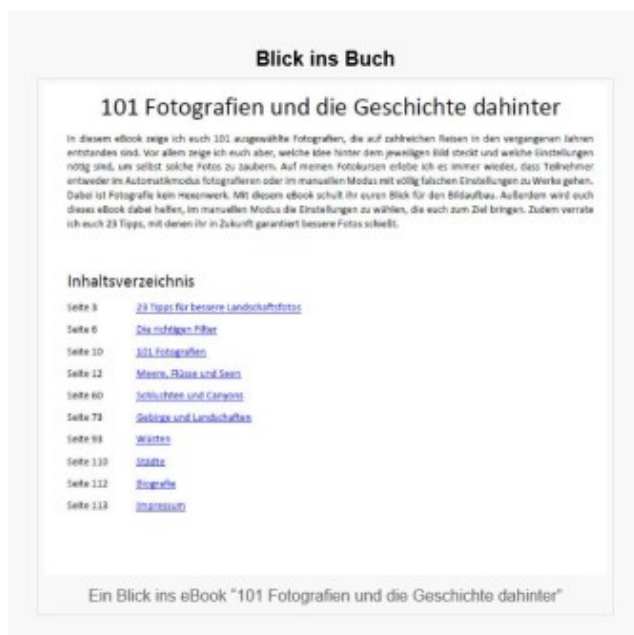 Blick ins Buch
101 Fotografien und die Geschichte dahinter
In diesem eBook zeige ich euch 101 ausgewählte Fotografien, die auf zahlreichen Reisen in den vergangenen Jahren
entstanden sind. Vor allem zeige ich euch aber, welche Idee hinter dem jeweiligen Bild steckt und welche Einstellungen
nötig sind, um selbst solche Fotos zu zaubern. Auf meinen Fotokursen erlebe ich es immer wieder, dass Teilnehmer
entweder im Automatikmodus fotografieren oder im manuellen Modus mit völlig falschen Einstellungen zu Werke gehen.
Dabei ist Fotografie kein Hexenwerk. Mit diesem eBook schult ihr euren Blick für den Bildaufbau. Außerdem wird euch
dieses eBook dabei helfen, im manuellen Modus die Einstellungen zu wählen, die euch zum Ziel bringen. Zudem verrate
ich euch 23 Tipps, mit denen ihr in Zukunft garantiert bessere Fotos schießt.
Inhaltsverzeichnis
Seite 3 23 Tipps für bessere Landschaftsfotos
Seite 6 Die richtigen Filter
Seite 10 101 Fotografien
Seite 12 Meere, Flüsse und Seen
Seite 60 Schluchten und Canyons
Seite 73 Gebirge und Landschaften
Seite 93 Wüsten
Seite 110 Städte
Seite 112 Biografie
Seite 113 Impressum
Ein Blick ins eBook "101 Fotografien und die Geschichte dahinter"